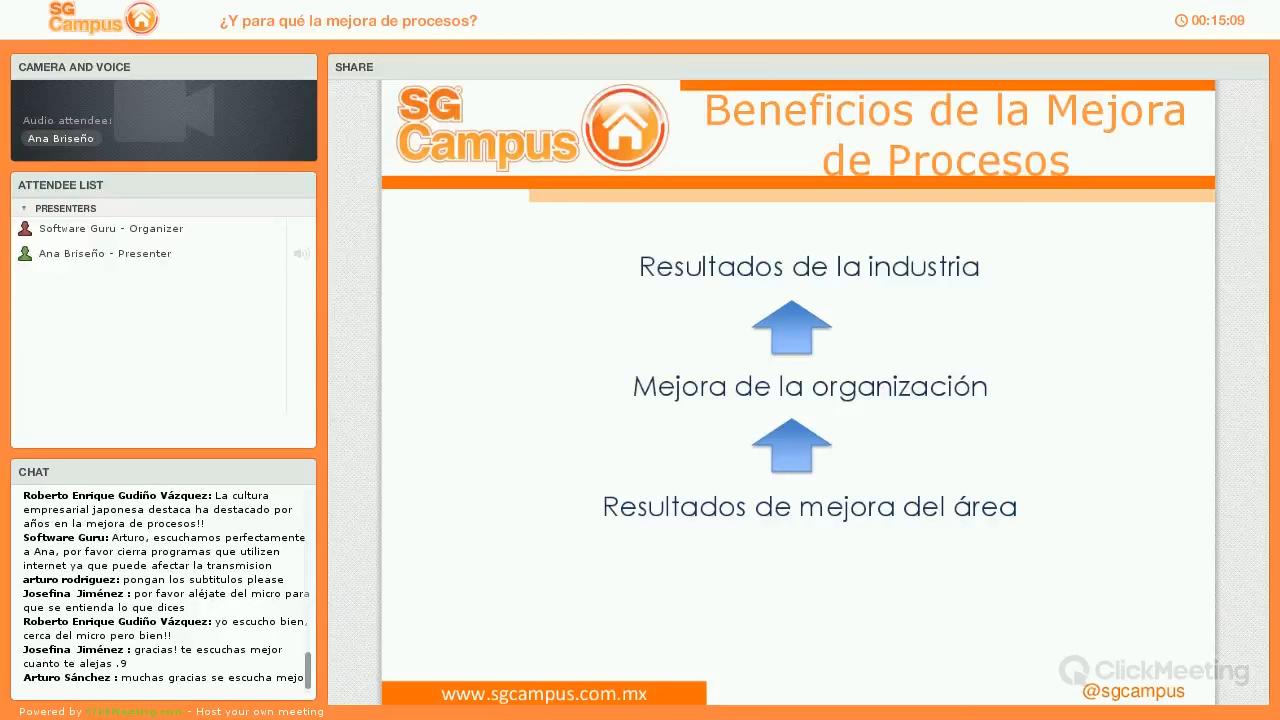 SG
Campus
¿Y para qué la mejora de procesos?
00:15:09
CAMERA AND VOICE
Audio attendee:
Ana Briseño
ATTENDEE LIST
PRESENTERS
Software Guru - Organizer
Ana Briseño - Presenter
CHAT
Roberto Enrique Gudiño Vázquez: La cultura
empresarial japonesa destaca ha destacado por
años en la mejora de procesos!!
Software Guru: Arturo, escuchamos perfectamente
a Ana, por favor cierra programas que utilizen
internet ya que puede afectar la transmision
arturo rodriguez: pongan los subtitulos please
Josefina Jiménez : por favor aléjate del micro para
que se entienda lo que dices
Roberto Enrique Gudiño Vázquez: yo escucho bien,
cerca del micro pero bien!!
Josefina Jiménez : gracias! te escuchas mejor
cuanto te alejas .9
Arturo Sánchez : muchas gracias se escucha mejo
Powered by ClickMeeting.com - Host your own meeting
SHARE
SG
Campus
Beneficios de la Mejora
de Procesos
Resultados de la industria
Mejora de la organización
Resultados de mejora del área
www.sgcampus.com.mx
ClickMeeting
@sgcampus